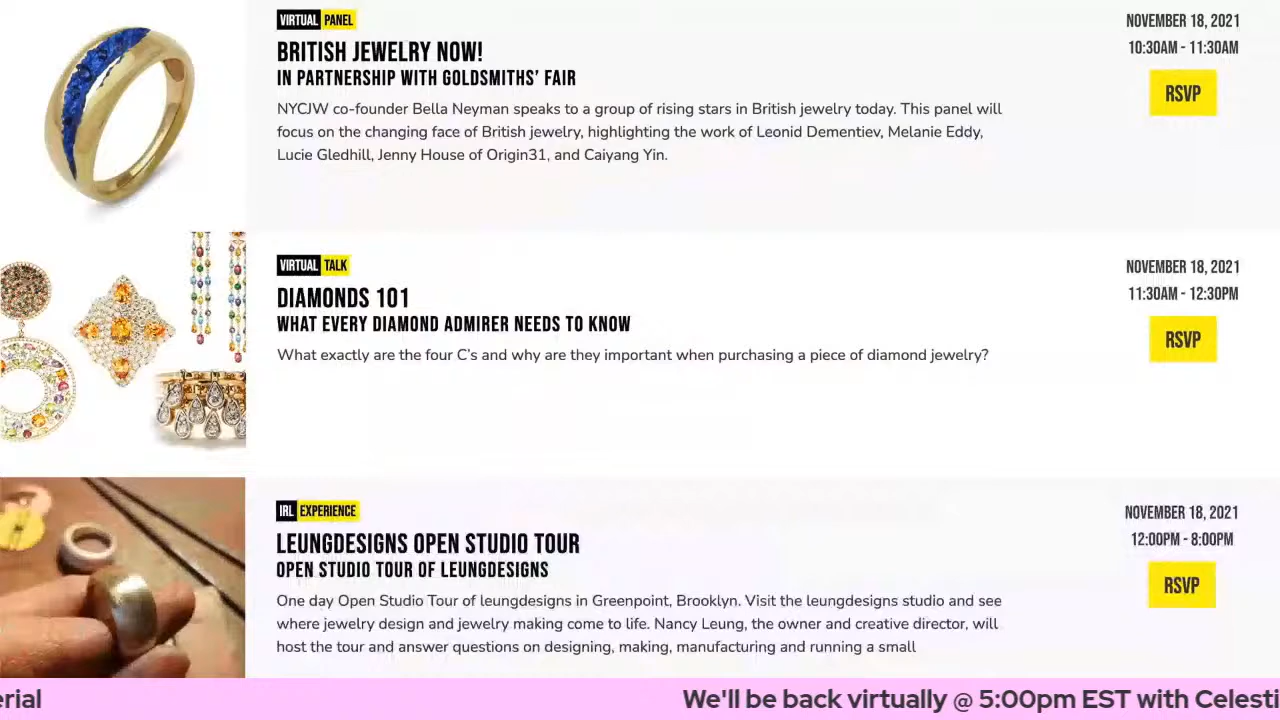 VIRTUAL PANEL
BRITISH JEWELRY NOW!
IN PARTNERSHIP WITH GOLDSMITHS’ FAIR
NYCJW co-founder Bella Neyman speaks to a group of rising stars in British jewelry today. This panel will
focus on the changing face of British jewelry, highlighting the work of Leonid Dementiev, Melanie Eddy,
Lucie Gledhill, Jenny House of Origin31, and Caiyang Yin.
NOVEMBER 18, 2021
10:30AM - 11:30AM
RSVP
VIRTUAL TALK
DIAMONDS 101
WHAT EVERY DIAMOND ADMIRER NEEDS TO KNOW
What exactly are the four C’s and why are they important when purchasing a piece of diamond jewelry?
NOVEMBER 18, 2021
11:30AM - 12:30PM
RSVP
IRL EXPERIENCE
LEUNGDESIGNS OPEN STUDIO TOUR
OPEN STUDIO TOUR OF LEUNGDESIGNS
One day Open Studio Tour of leungdesigns in Greenpoint, Brooklyn. Visit the leungdesigns studio and see
where jewelry design and jewelry making come to life. Nancy Leung, the owner and creative director, will
host the tour and answer questions on designing, making, manufacturing and running a small
NOVEMBER 18, 2021
12:00PM - 8:00PM
RSVP
erial We'll be back virtually @ 5:00pm EST with Celesti